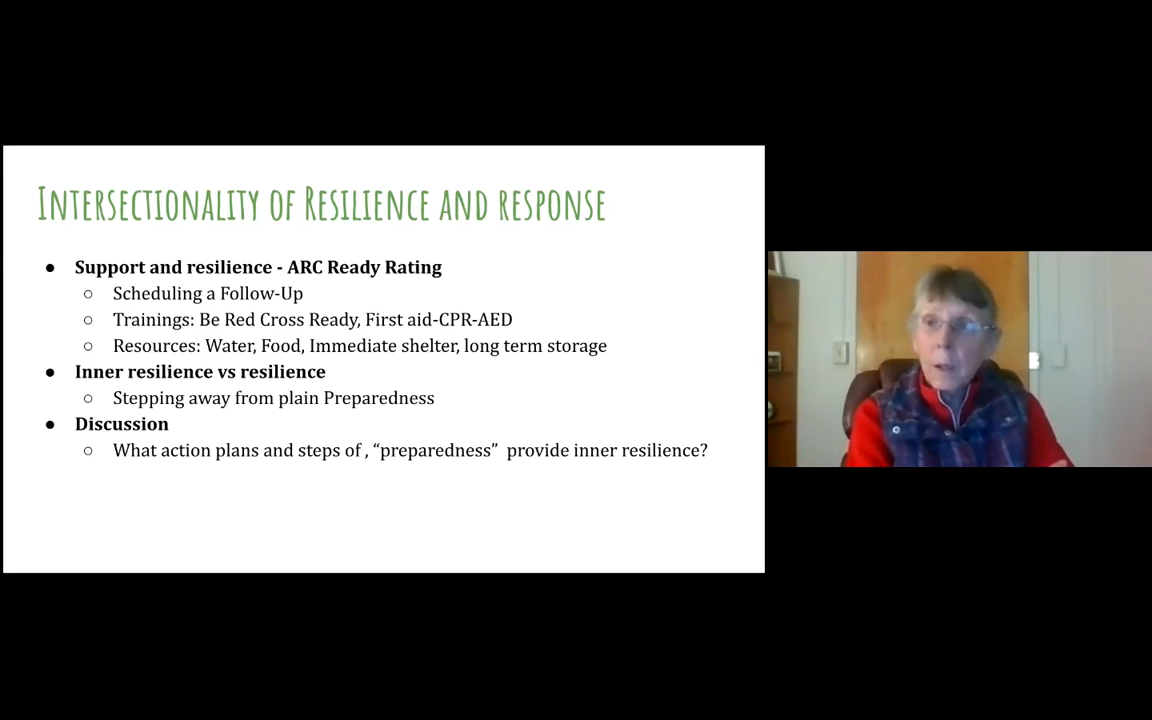 Intersectionality of Resilience and response
● Support and resilience - ARC Ready Rating
○ Scheduling a Follow-Up
○ Trainings: Be Red Cross Ready, First aid-CPR-AED
○ Resources: Water, Food, Immediate shelter, long term storage
● Inner resilience vs resilience
○ Stepping away from plain Preparedness
● Discussion
○ What action plans and steps of , “preparedness”  provide inner resilience?